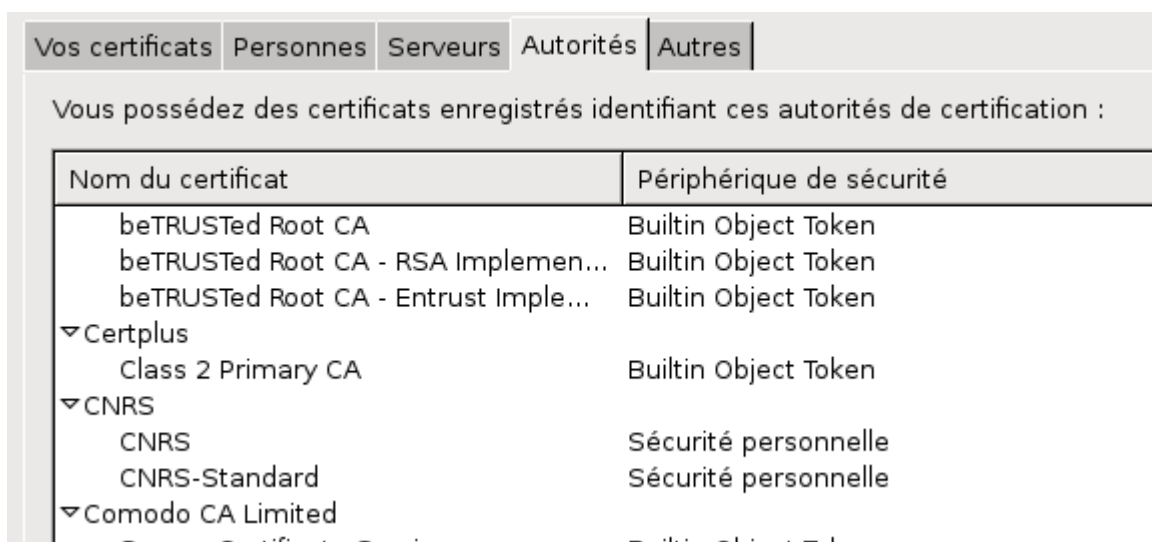 Vos certificats Personnes Serveurs Autorités Autres
Vous possédez des certificats enregistrés identifiant ces autorités de certification :
Nom du certificat Périphérique de sécurité
beTRUSTed Root CA Builtin Object Token
beTRUSTed Root CA - RSA Implemen... Builtin Object Token
beTRUSTed Root CA - Entrust Imple... Builtin Object Token
Certplus
Class 2 Primary CA Builtin Object Token
CNRS
CNRS Sécurité personnelle
CNRS-Standard Sécurité personnelle
Comodo CA Limited